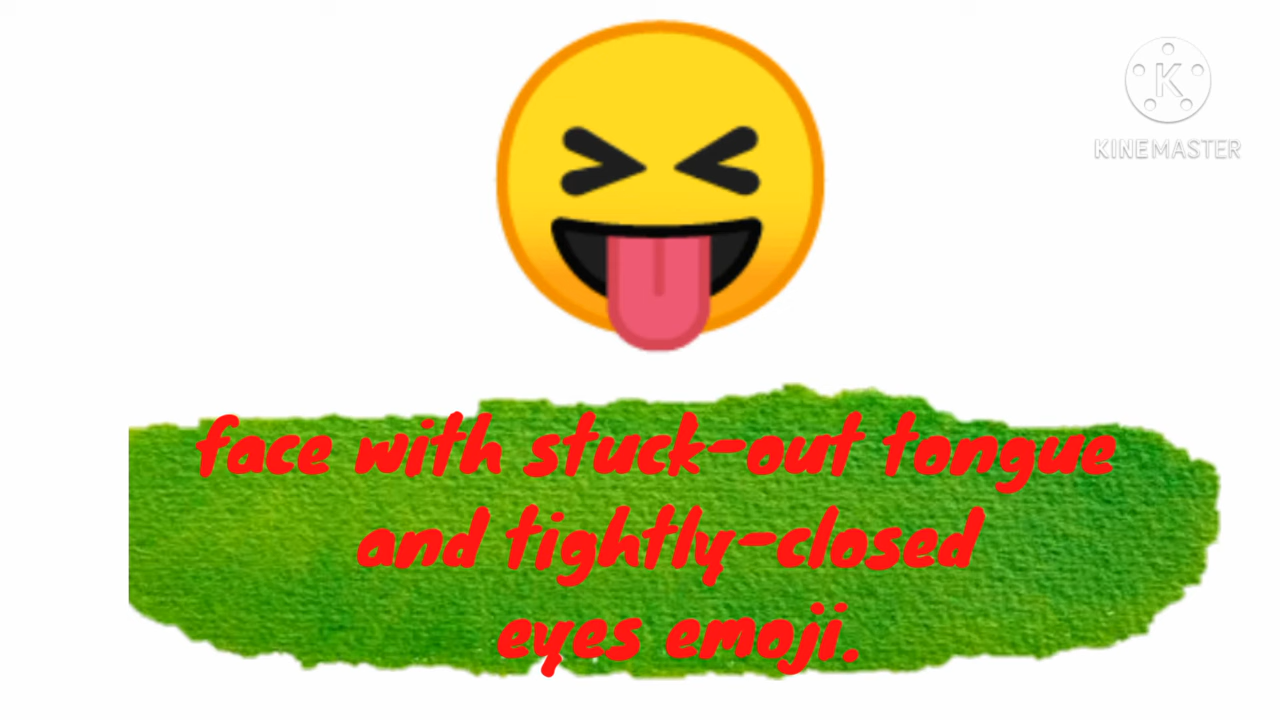 K
KINEMASTER
face with stuck-out tongue
and tightly-closed
eyes emoji.